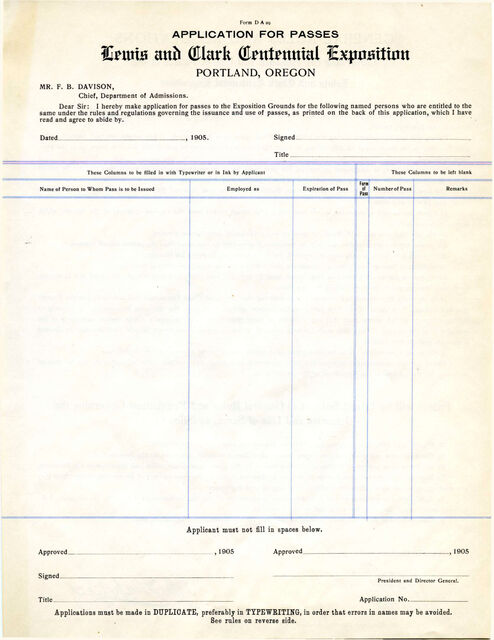 Form D A 29
APPLICATION FOR PASSES
Lewis and Clark Centennial Exposition
PORTLAND, OREGON
MR. F. B. DAVISON,
Chief, Department of Admissions.
Dear Sir: I hereby make application for passes to the Exposition Grounds for the following named persons who are entitled to the
same under the rules and regulations governing the issuance and use of passes, as printed on the back of this application, which I have
read and agree to abide by.
Dated , 1905. Signed
Title
These Columns to be filled in with Typewriter or in Ink by Applicant These Columns to be left blank
Name of Person to Whom Pass is to be Issued Employed as Expiration of Pass Form of Pass Number of Pass Remarks
Applicant must not fill in spaces below.
Approved , 1905 Approved , 1905
Signed
President and Director General.
Title Application No.
Applications must be made in DUPLICATE, preferably in TYPEWRITING, in order that errors in names may be avoided.
See rules on reverse side.